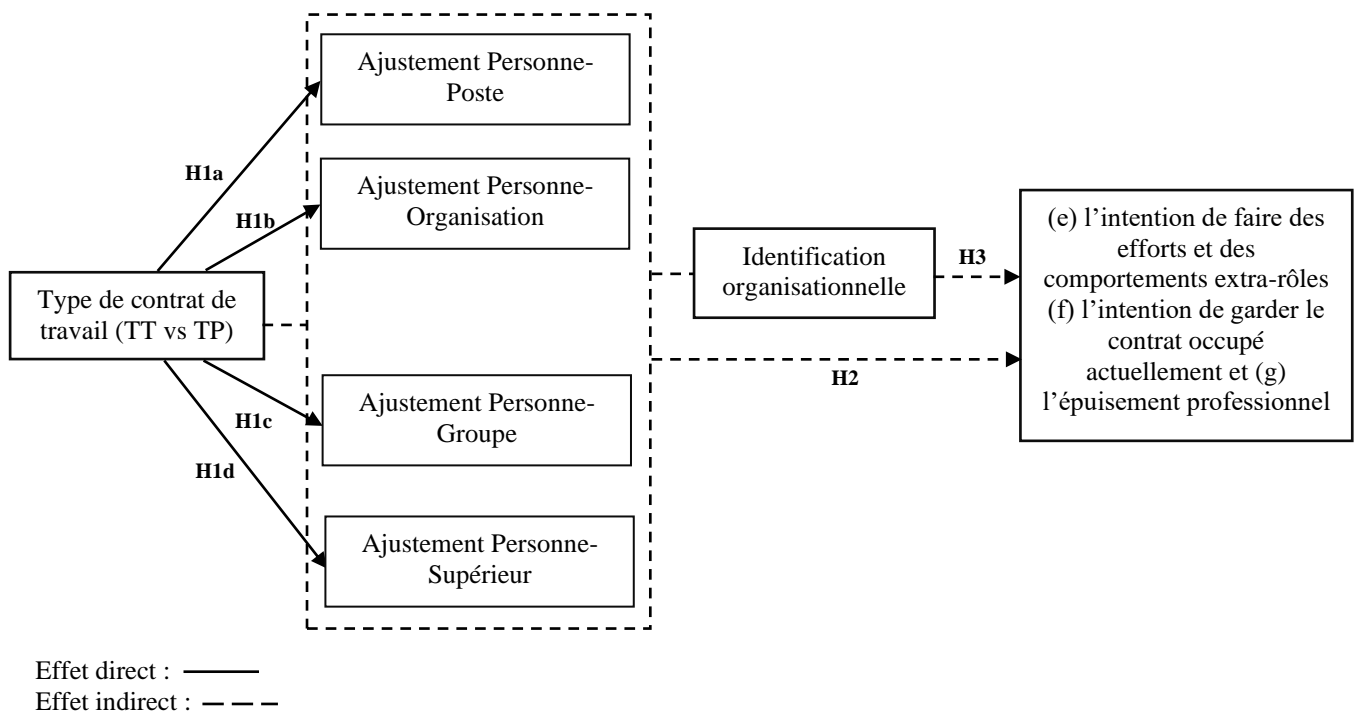 Ajustement Personne-
Poste
H1a
Ajustement Personne-
Organisation
H1b
Type de contrat de
travail (TT vs TP)
Identification
organisationnelle
H3
(e) l’intention de faire des
efforts et des
comportements extra-rôles
(f) l’intention de garder le
contrat occupé
actuellement et (g)
l’épuisement professionnel
H2
Ajustement Personne-
Groupe
H1c
H1d
Ajustement Personne-
Supérieur
Effet direct :
Effet indirect :